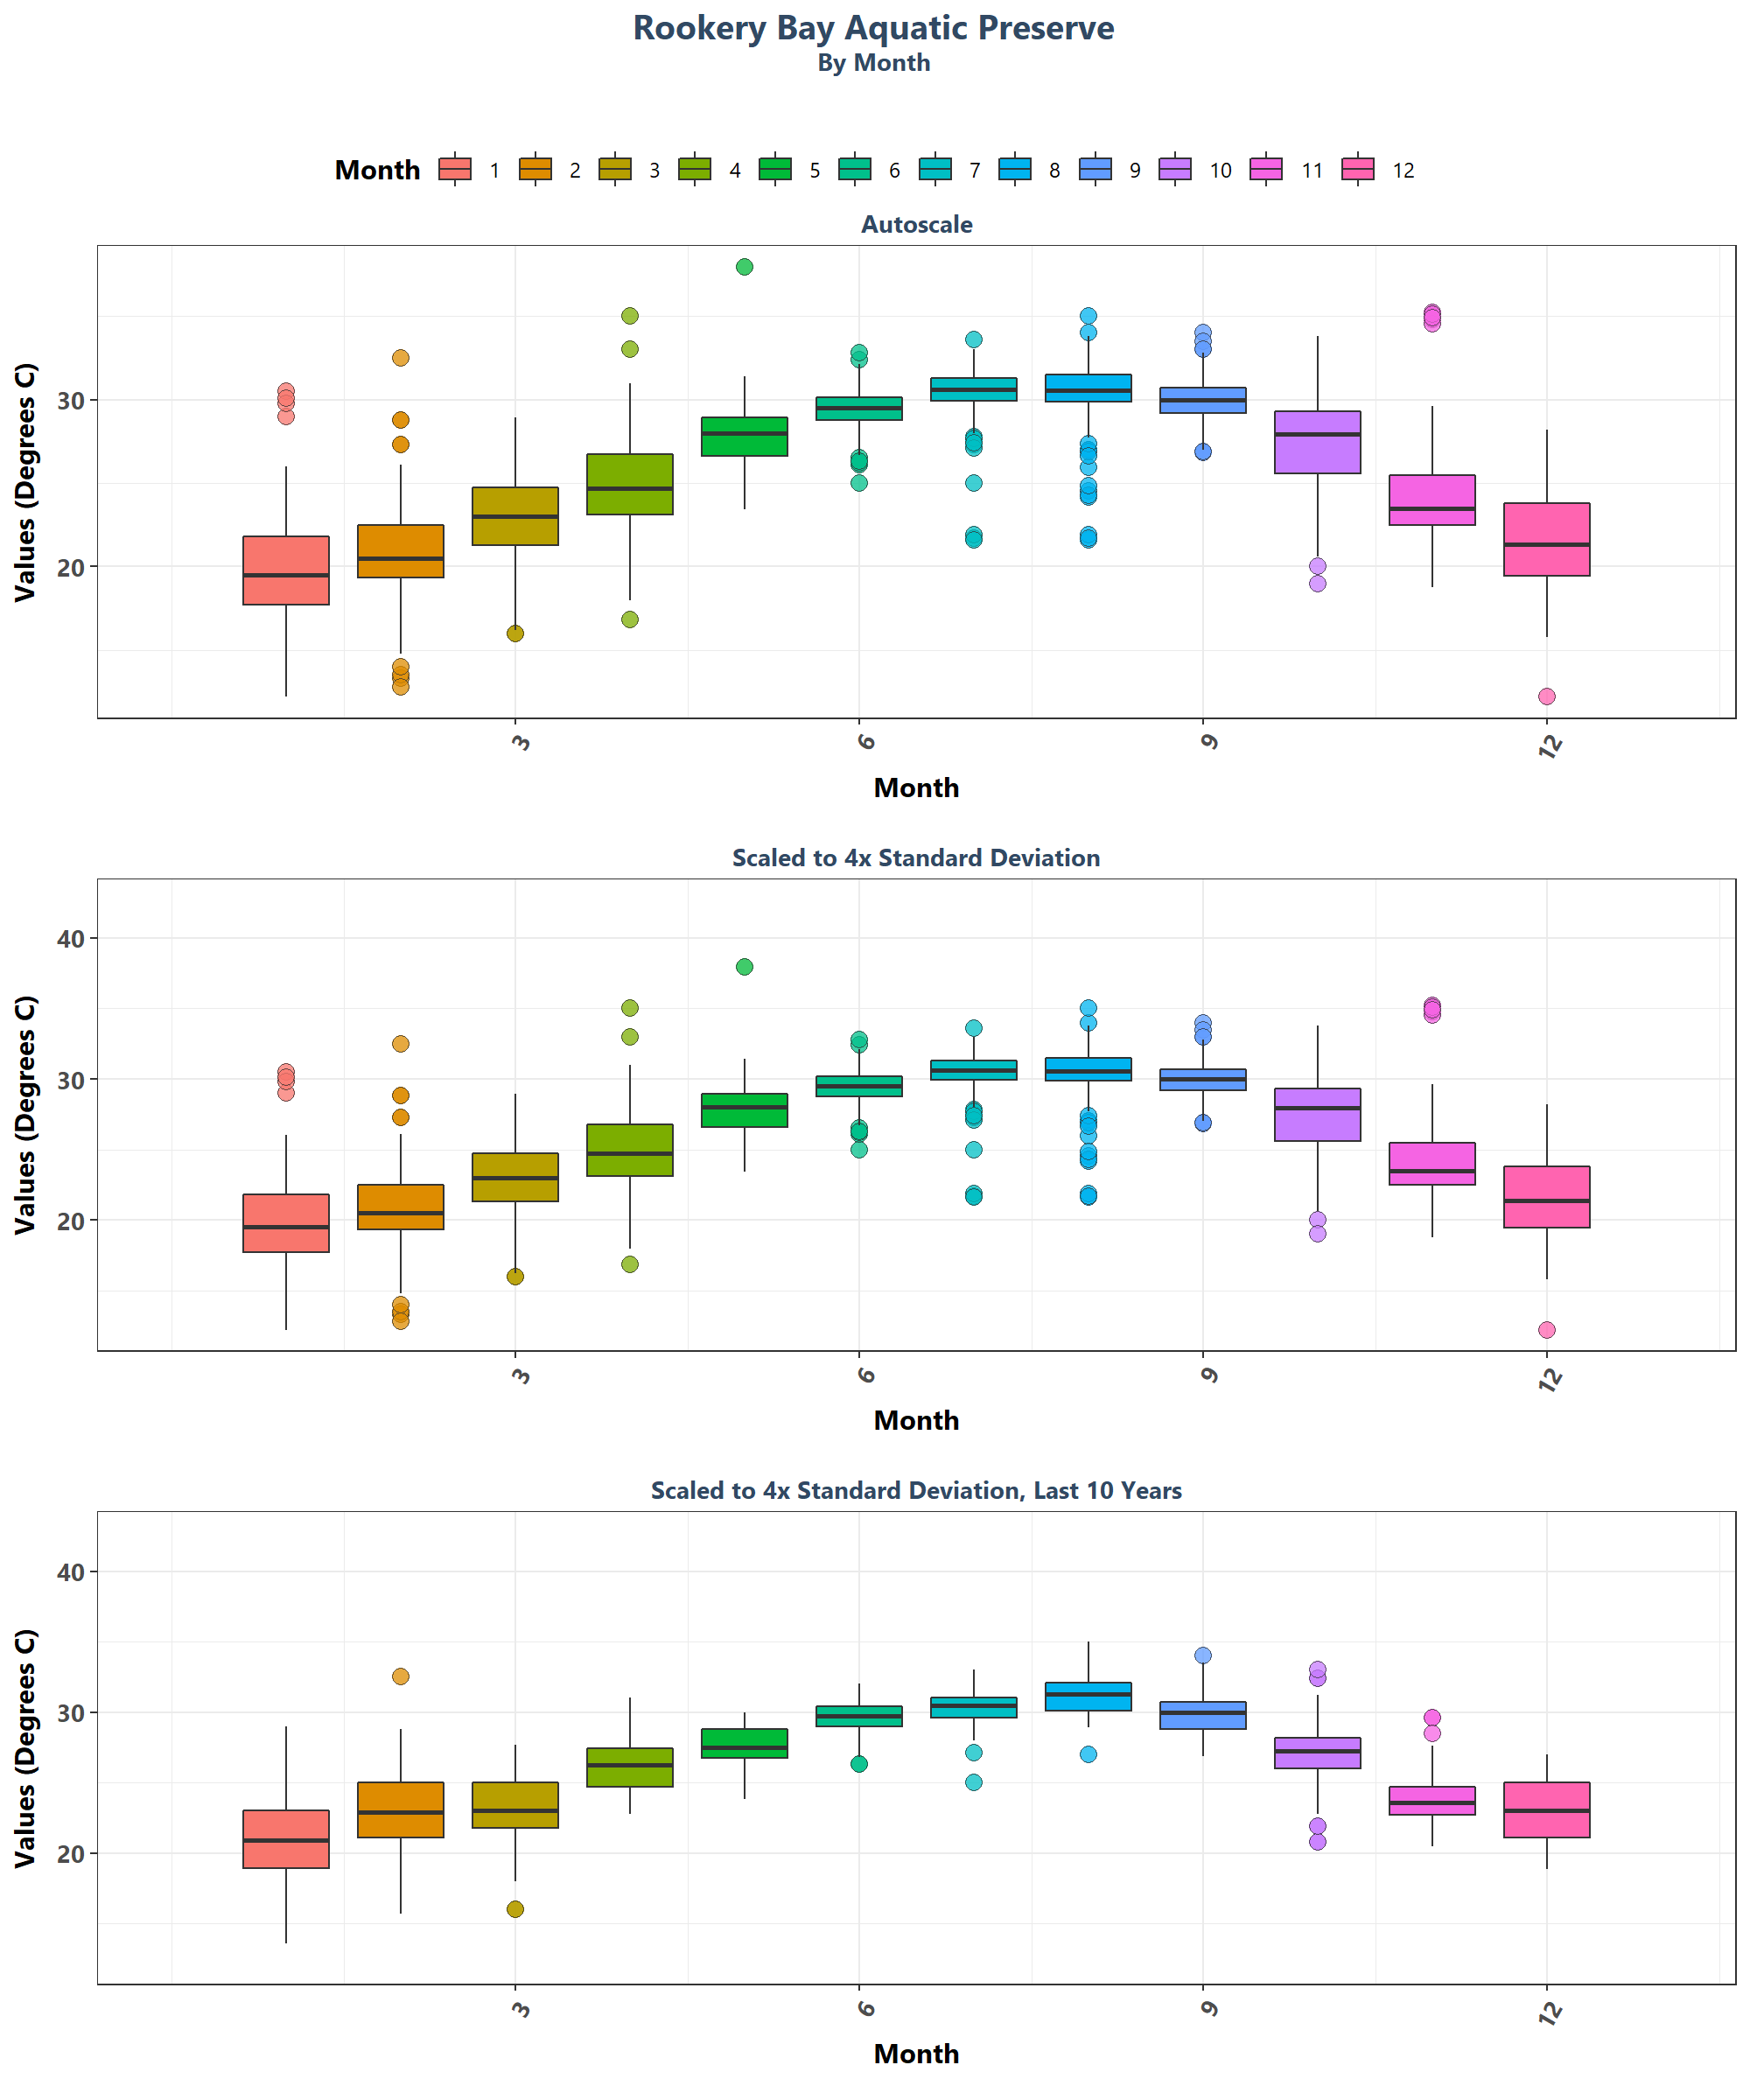 Rookery Bay Aquatic Preserve
By Month
Month 1 2 3 4 5 6 7 8 9 10 11 12
Autoscale
Values (Degrees C)
30
20
3 6 9 12
Month
Scaled to 4x Standard Deviation
Values (Degrees C)
40
30
20
3 6 9 12
Month
Scaled to 4x Standard Deviation, Last 10 Years
Values (Degrees C)
40
30
20
3 6 9 12
Month